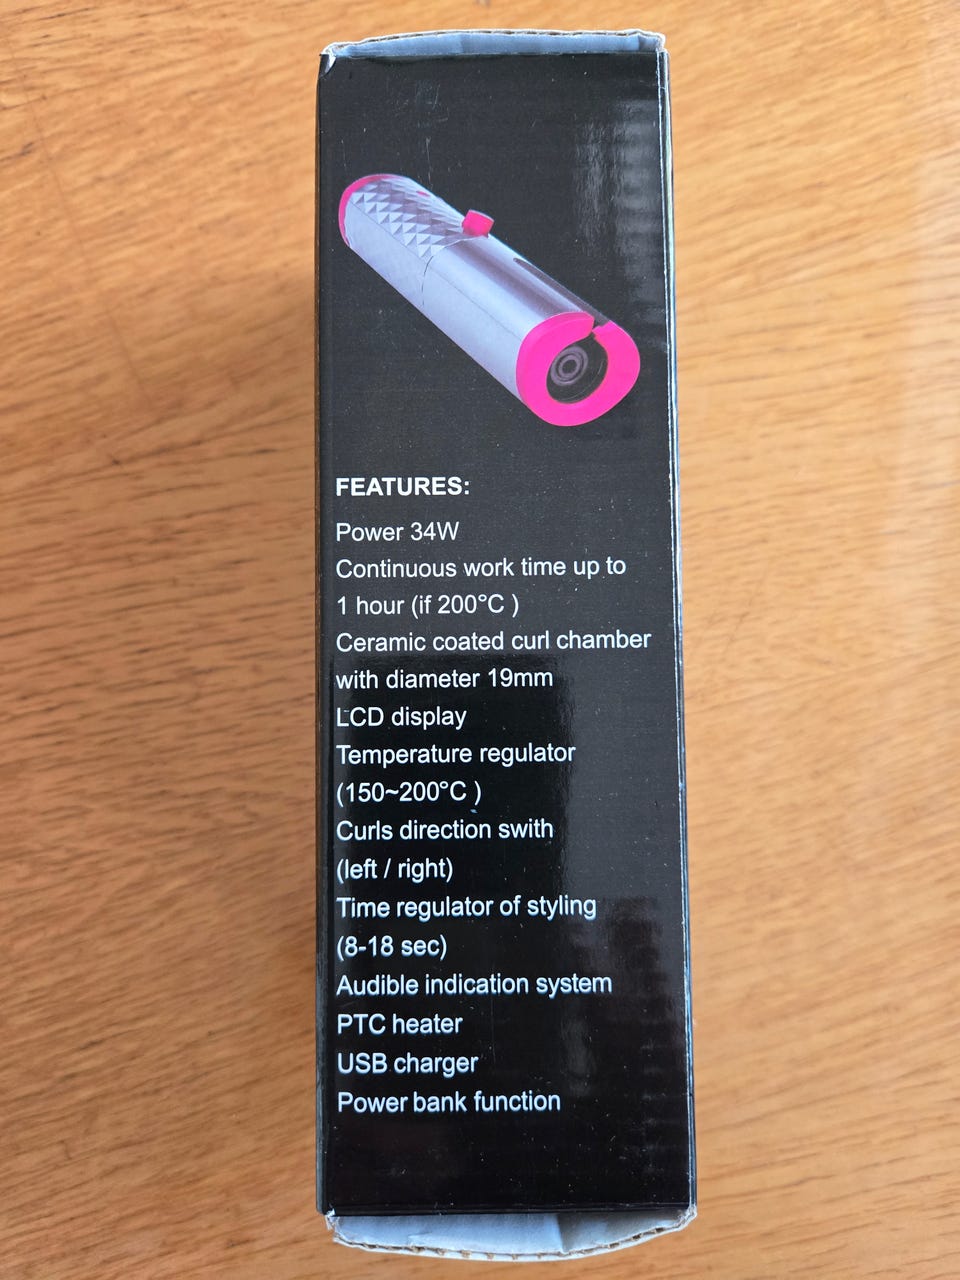 FEATURES:
Power 34W
Continuous work time up to
1 hour (if 200°C )
Ceramic coated curl chamber
with diameter 19mm
LCD display
Temperature regulator
(150~200°C )
Curls direction swith
(left / right)
Time regulator of styling
(8-18 sec)
Audible indication system
PTC heater
USB charger
Power bank function